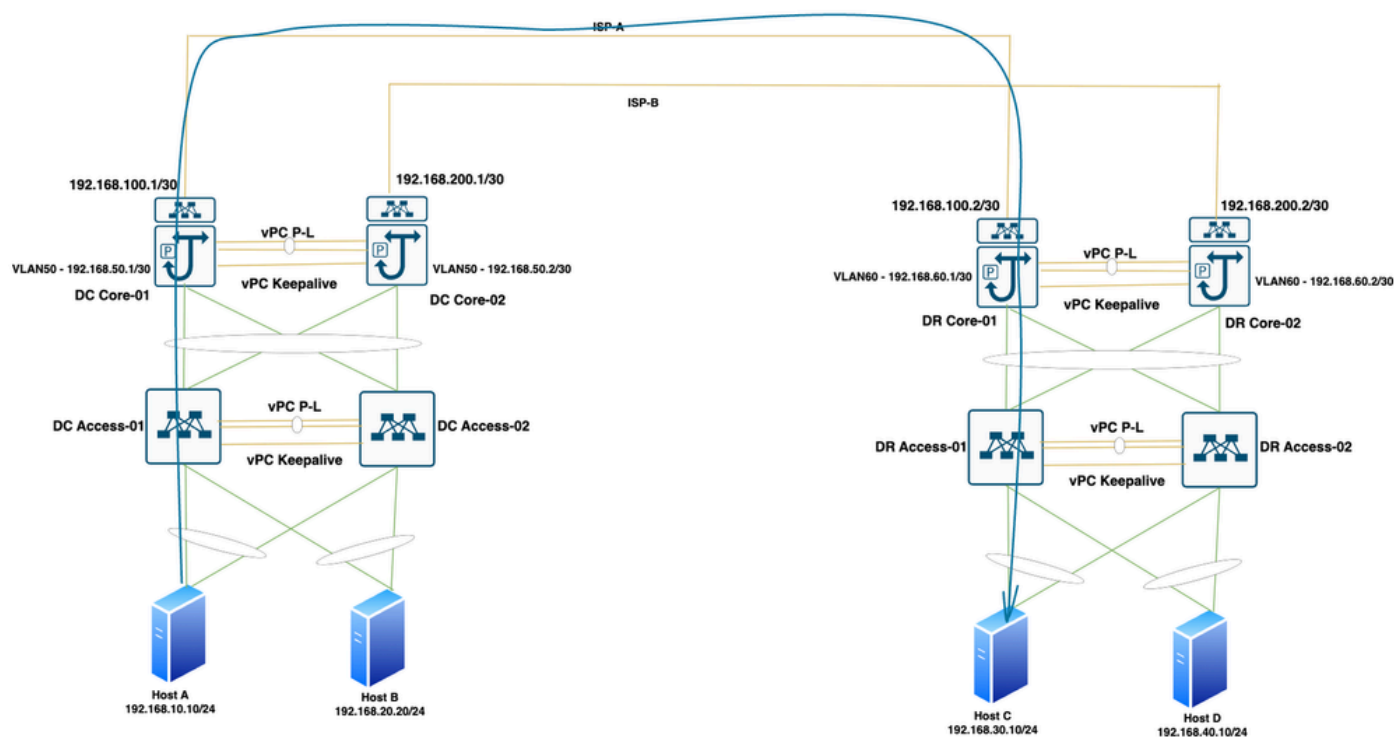 ISP-A
ISP-B
192.168.100.1/30
192.168.200.1/30
192.168.100.2/30
192.168.200.2/30
P
vPC P-L
P
VLAN50 - 192.168.50.1/30
VLAN50 - 192.168.50.2/30
vPC Keepalive
DC Core-01
DC Core-02
P
vPC P-L
P
VLAN60 - 192.168.60.1/30
VLAN60 - 192.168.60.2/30
vPC Keepalive
DR Core-01
DR Core-02
vPC P-L
DC Access-01
DC Access-02
vPC Keepalive
vPC P-L
DR Access-01
DR Access-02
vPC Keepalive
Host A
192.168.10.10/24
Host B
192.168.20.20/24
Host C
192.168.30.10/24
Host D
192.168.40.10/24